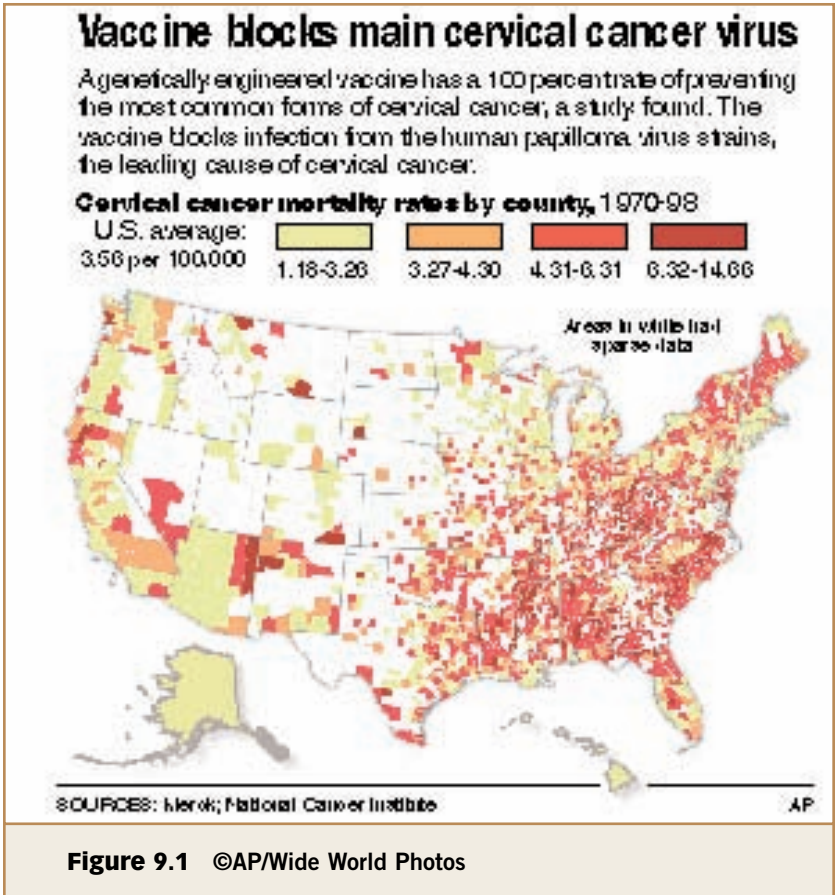 Vaccine blocks main cervical cancer virus
A genetically engineered vaccine has a 100 percent rate of preventing
the most common forms of cervical cancer, a study found. The
vaccine blocks infection from the human papilloma virus strains,
the leading cause of cervical cancer.
Cervical cancer mortality rates by county, 1970-98
U.S. average:
3.56 per 100,000
1.18-3.26 3.27-4.30 4.31-6.31 6.32-14.66
Areas in white had
sparse data
SOURCES: Merck; National Cancer Institute AP
Figure 9.1 ©AP/Wide World Photos